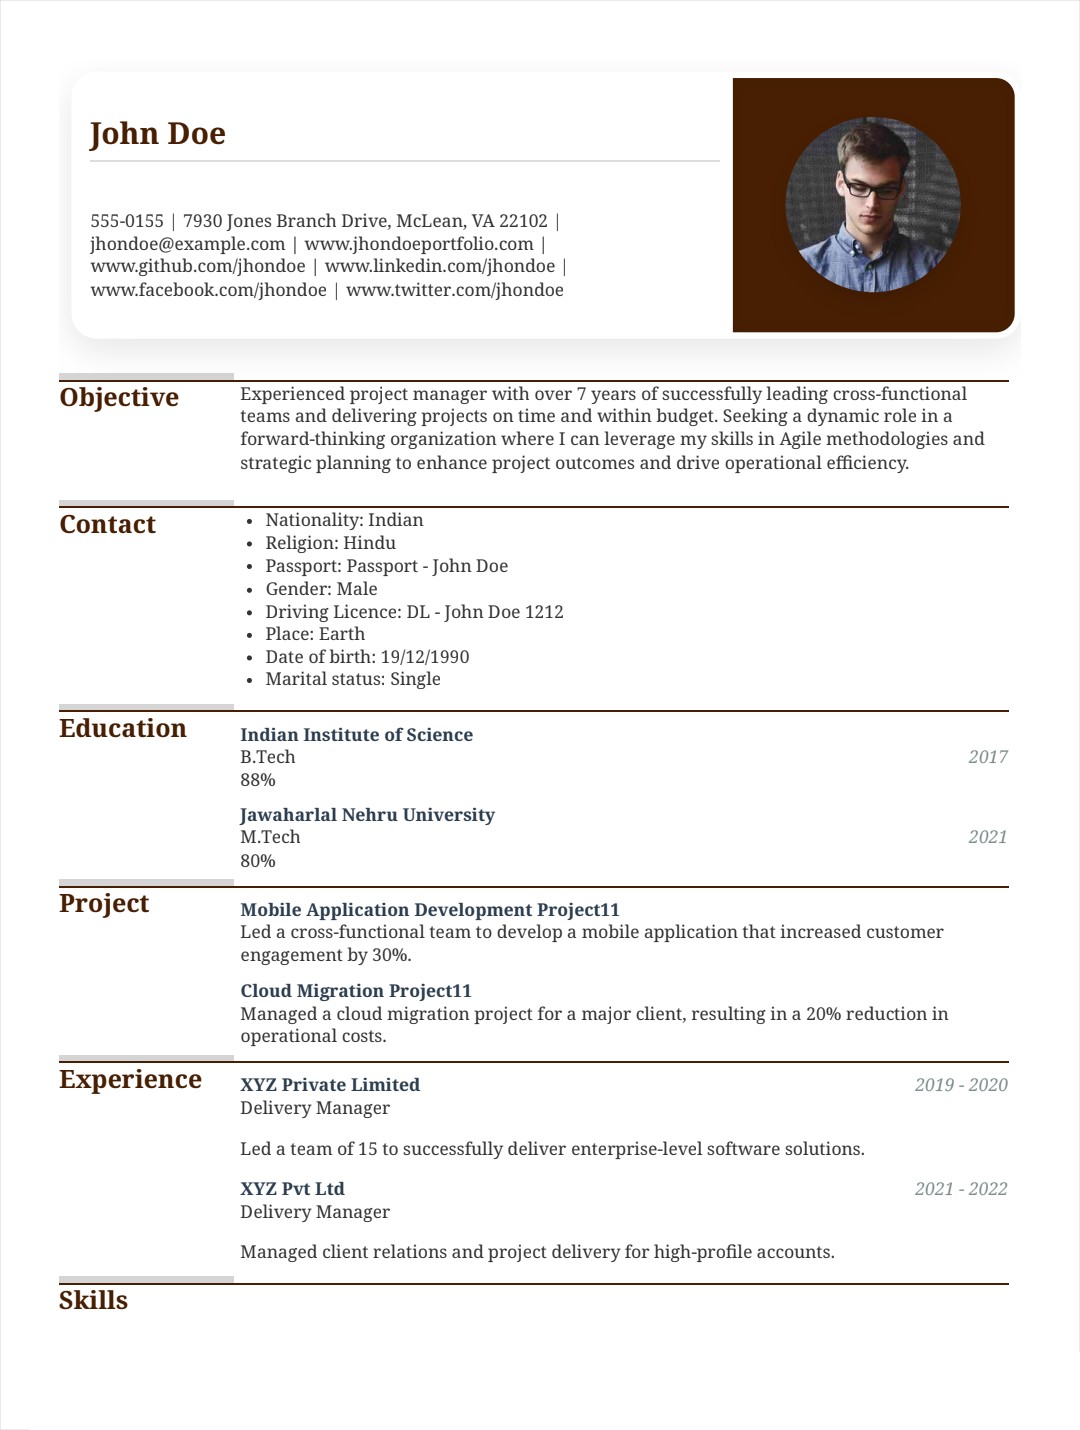 John Doe
555-0155 | 7930 Jones Branch Drive, McLean, VA 22102 |
jhondoe@example.com | www.jhondoeportfolio.com |
www.github.com/jhondoe | www.linkedin.com/jhondoe |
www.facebook.com/jhondoe | www.twitter.com/jhondoe
Objective
Experienced project manager with over 7 years of successfully leading cross-functional
teams and delivering projects on time and within budget. Seeking a dynamic role in a
forward-thinking organization where I can leverage my skills in Agile methodologies and
strategic planning to enhance project outcomes and drive operational efficiency.
Contact
• Nationality: Indian
• Religion: Hindu
• Passport: Passport - John Doe
• Gender: Male
• Driving Licence: DL - John Doe 1212
• Place: Earth
• Date of birth: 19/12/1990
• Marital status: Single
Education
Indian Institute of Science
B.Tech 2017
88%
Jawaharlal Nehru University
M.Tech 2021
80%
Project
Mobile Application Development Project11
Led a cross-functional team to develop a mobile application that increased customer
engagement by 30%.
Cloud Migration Project11
Managed a cloud migration project for a major client, resulting in a 20% reduction in
operational costs.
Experience
XYZ Private Limited 2019 - 2020
Delivery Manager
Led a team of 15 to successfully deliver enterprise-level software solutions.
XYZ Pvt Ltd 2021 - 2022
Delivery Manager
Managed client relations and project delivery for high-profile accounts.
Skills